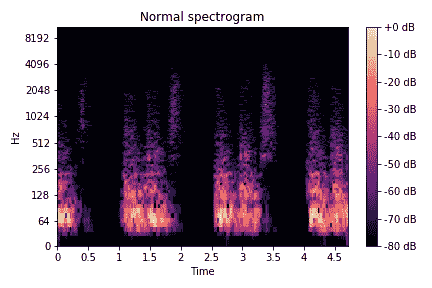 Normal spectrogram
8192
4096
2048
1024
512
256
128
64
0
Hz
0 0.5 1 1.5 2 2.5 3 3.5 4 4.5
Time
+0 dB
-10 dB
-20 dB
-30 dB
-40 dB
-50 dB
-60 dB
-70 dB
-80 dB